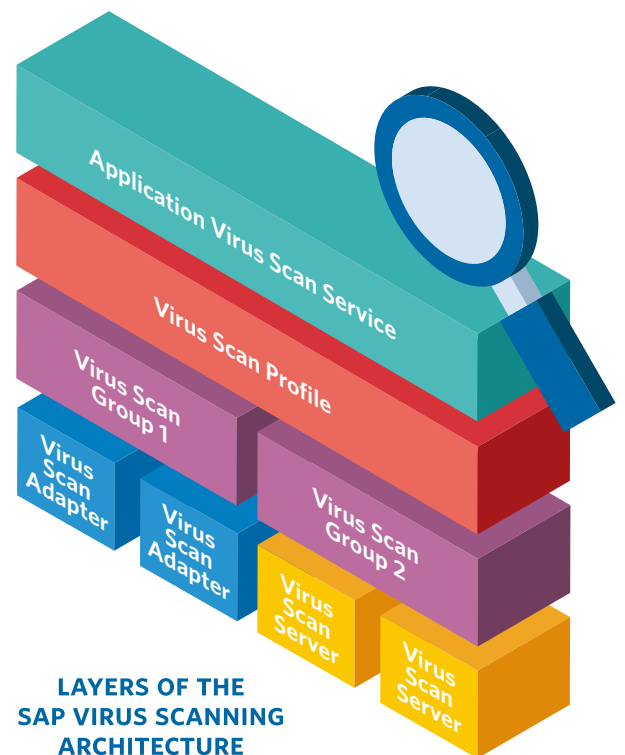 Application Virus Scan Service
Virus Scan Profile
Virus Scan
Group 1
Virus Scan
Group 2
Virus
Scan
Adapter
Virus
Scan
Adapter
Virus
Scan
Server
Virus
Scan
Server
LAYERS OF THE
SAP VIRUS SCANNING
ARCHITECTURE